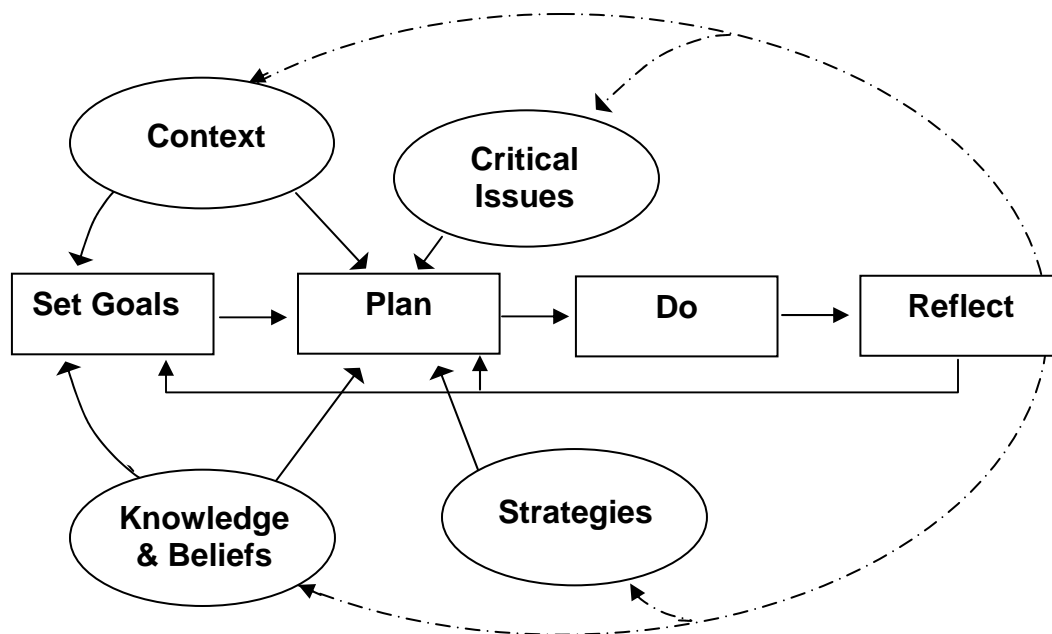 Context
Critical
Issues
Set Goals
Plan
Do
Reflect
Knowledge
& Beliefs
Strategies